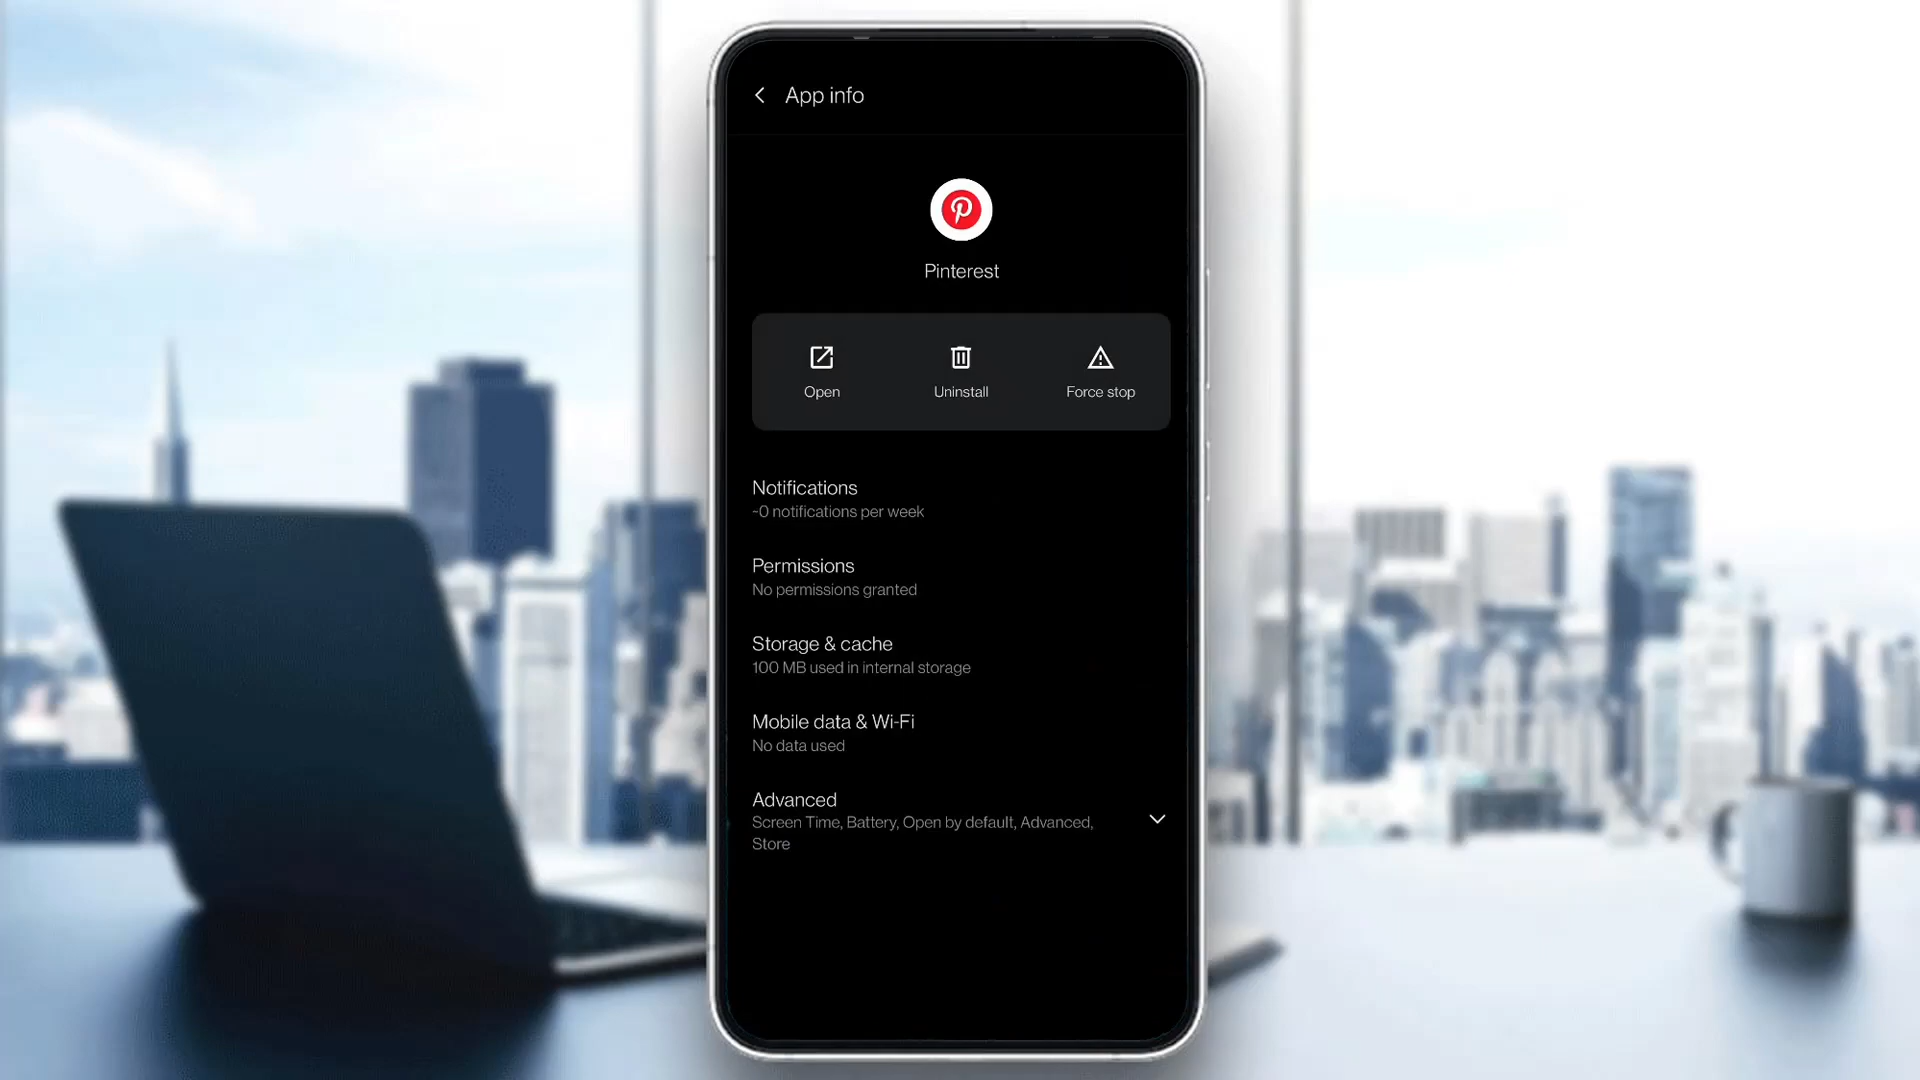 App info
Pinterest
Open
Uninstall
Force stop
Notifications
~0 notifications per week
Permissions
No permissions granted
Storage & cache
100 MB used in internal storage
Mobile data & Wi-Fi
No data used
Advanced
Screen Time, Battery, Open by default, Advanced,
Store